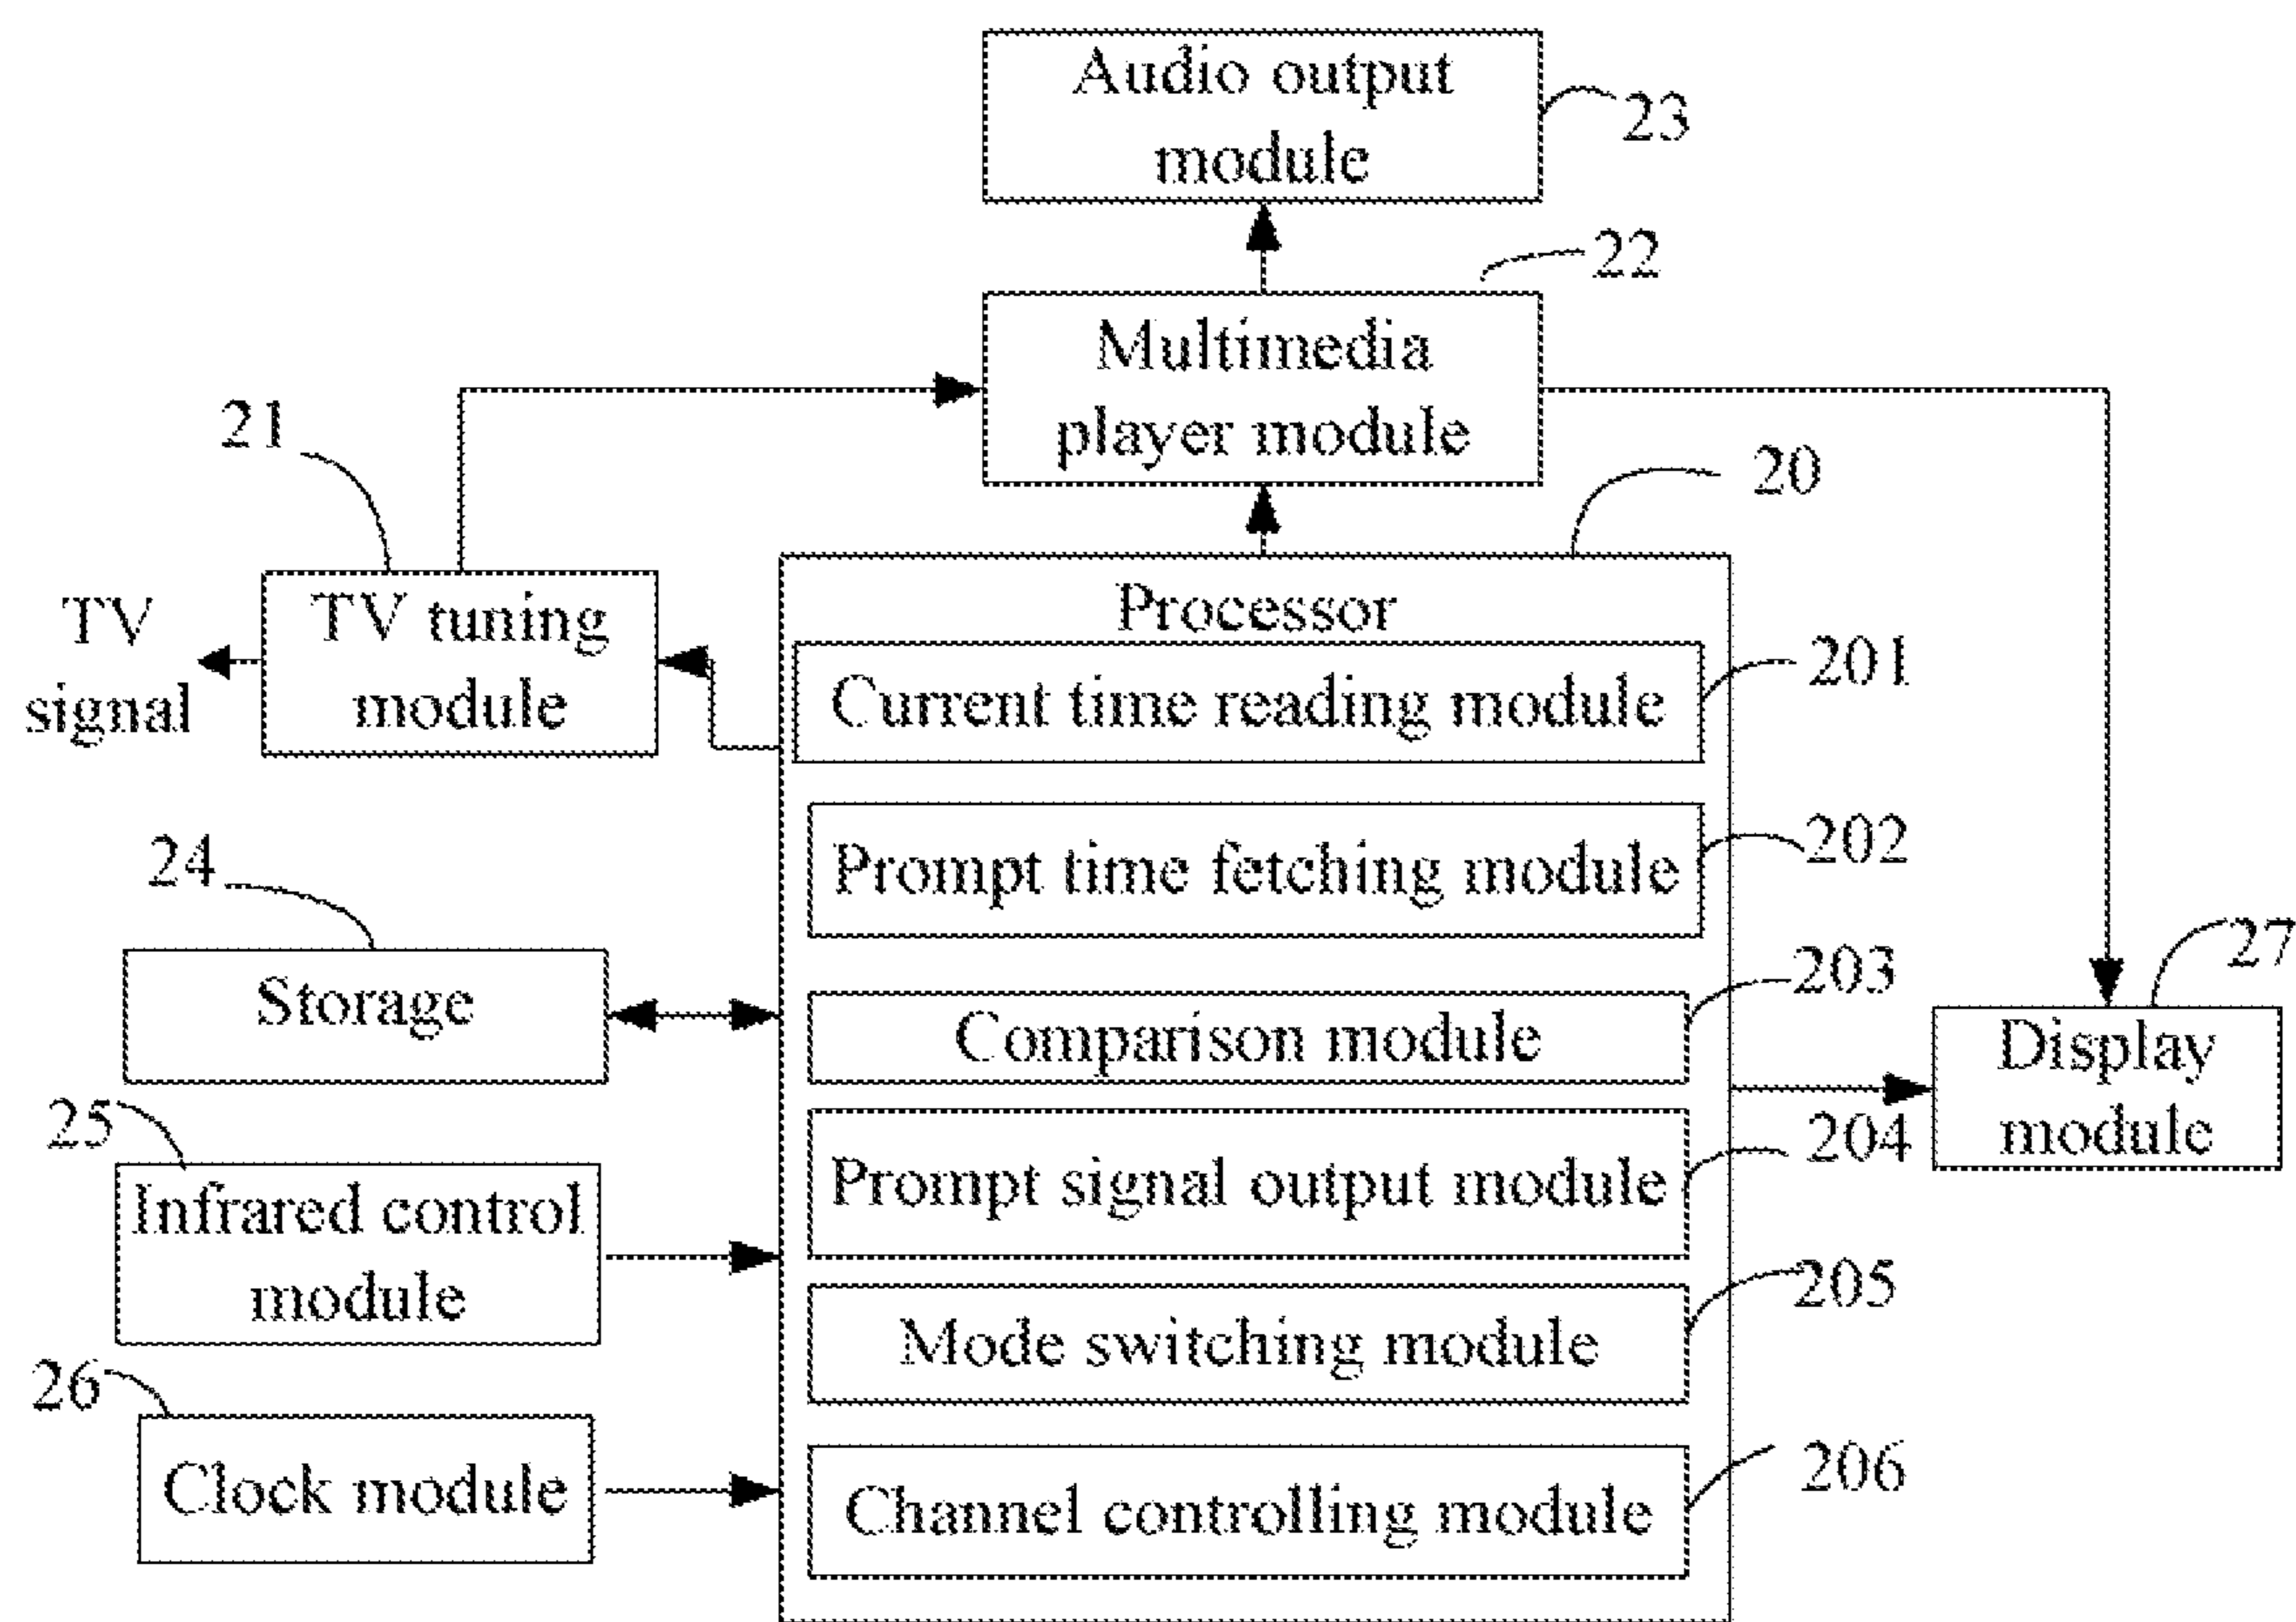 Audio output
module
23
22
Multimedia
player module
21
20
TV
signal
TV tuning
module
Processor
Current time reading module
201
Prompt time fetching module
202
24
Storage
Comparison module
203
27
Display
module
25
Infrared control
module
Prompt signal output module
204
Mode switching module
205
26
Clock module
Channel controlling module
206